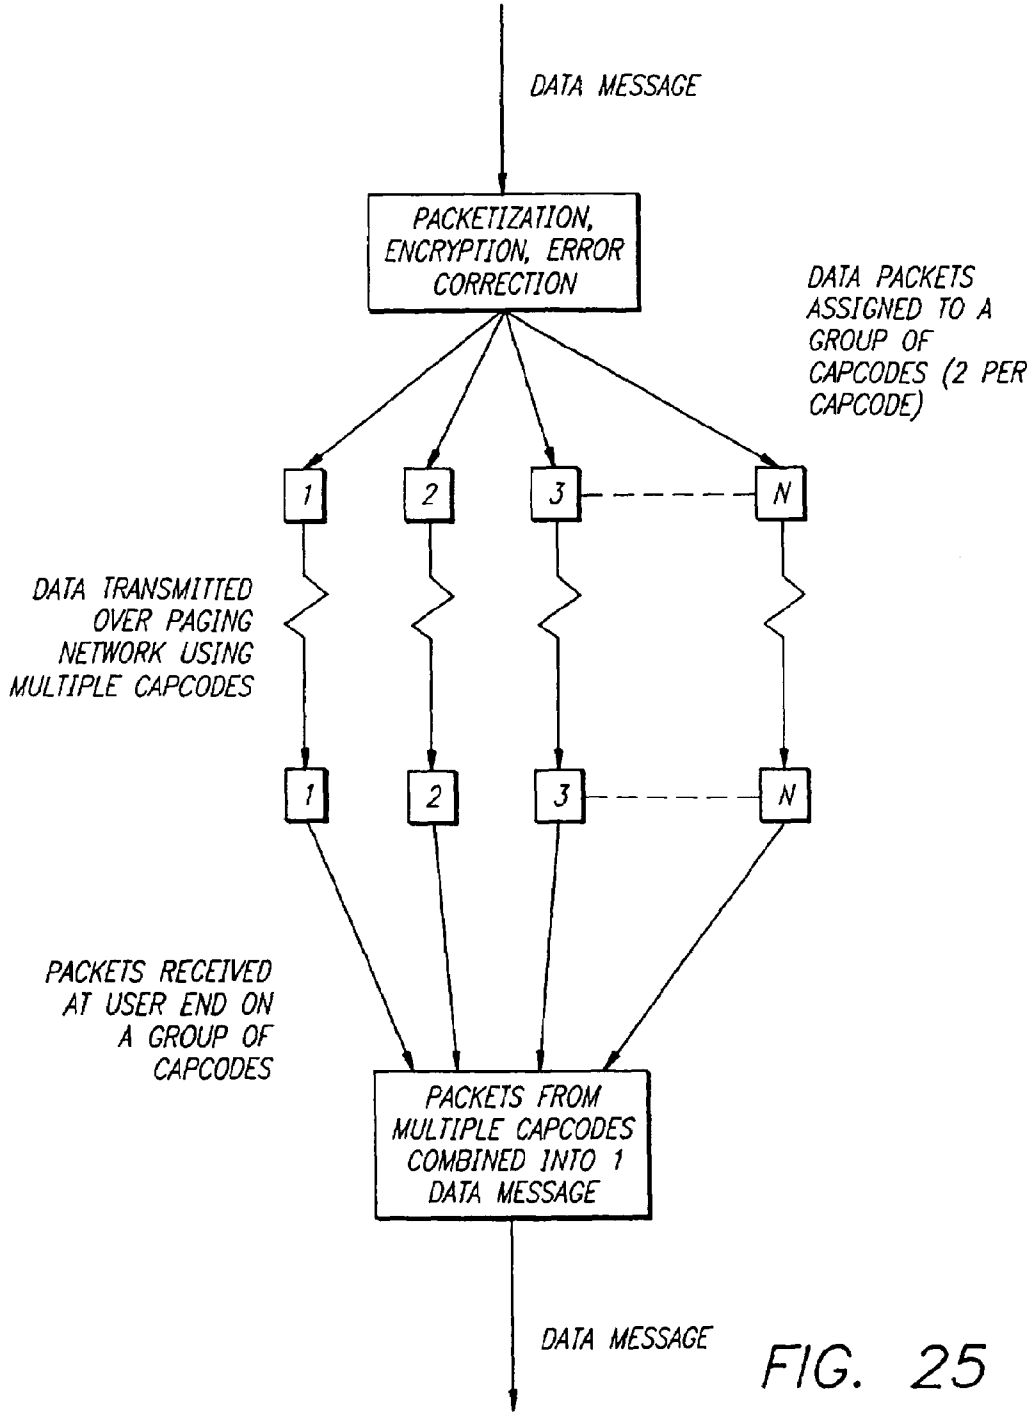 DATA MESSAGE
PACKETIZATION,
ENCRYPTION, ERROR
CORRECTION
DATA PACKETS
ASSIGNED TO A
GROUP OF
CAPCODES (2 PER
CAPCODE)
1
2
3
N
DATA TRANSMITTED
OVER PAGING
NETWORK USING
MULTIPLE CAPCODES
1
2
3
N
PACKETS RECEIVED
AT USER END ON
A GROUP OF
CAPCODES
PACKETS FROM
MULTIPLE CAPCODES
COMBINED INTO 1
DATA MESSAGE
DATA MESSAGE
FIG. 25